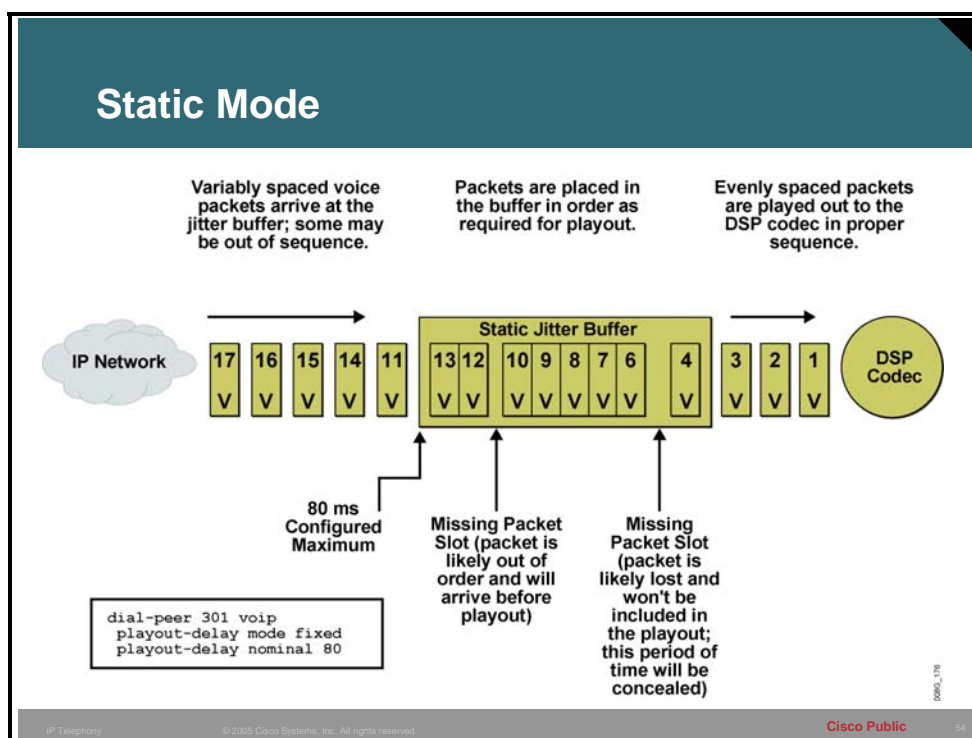 Static Mode
Variably spaced voice
packets arrive at the
jitter buffer; some may
be out of sequence.
Packets are placed in
the buffer in order as
required for playout.
Evenly spaced packets
are played out to the
DSP codec in proper
sequence.
IP Network
17 16 15 14 11
V V V V V
Static Jitter Buffer
13 12 10 9 8 7 6 4
V V V V V V V V
3 2 1
V V V
DSP
Codec
80 ms
Configured
Maximum
Missing Packet
Slot (packet is
likely out of
order and will
arrive before
playout)
Missing
Packet Slot
(packet is
likely lost and
won't be
included in
the playout;
this period of
time will be
concealed)
dial-peer 301 voip
playout-delay mode fixed
playout-delay nominal 80
IP Telephony
© 2005 Cisco Systems, Inc. All rights reserved.
Cisco Public
54